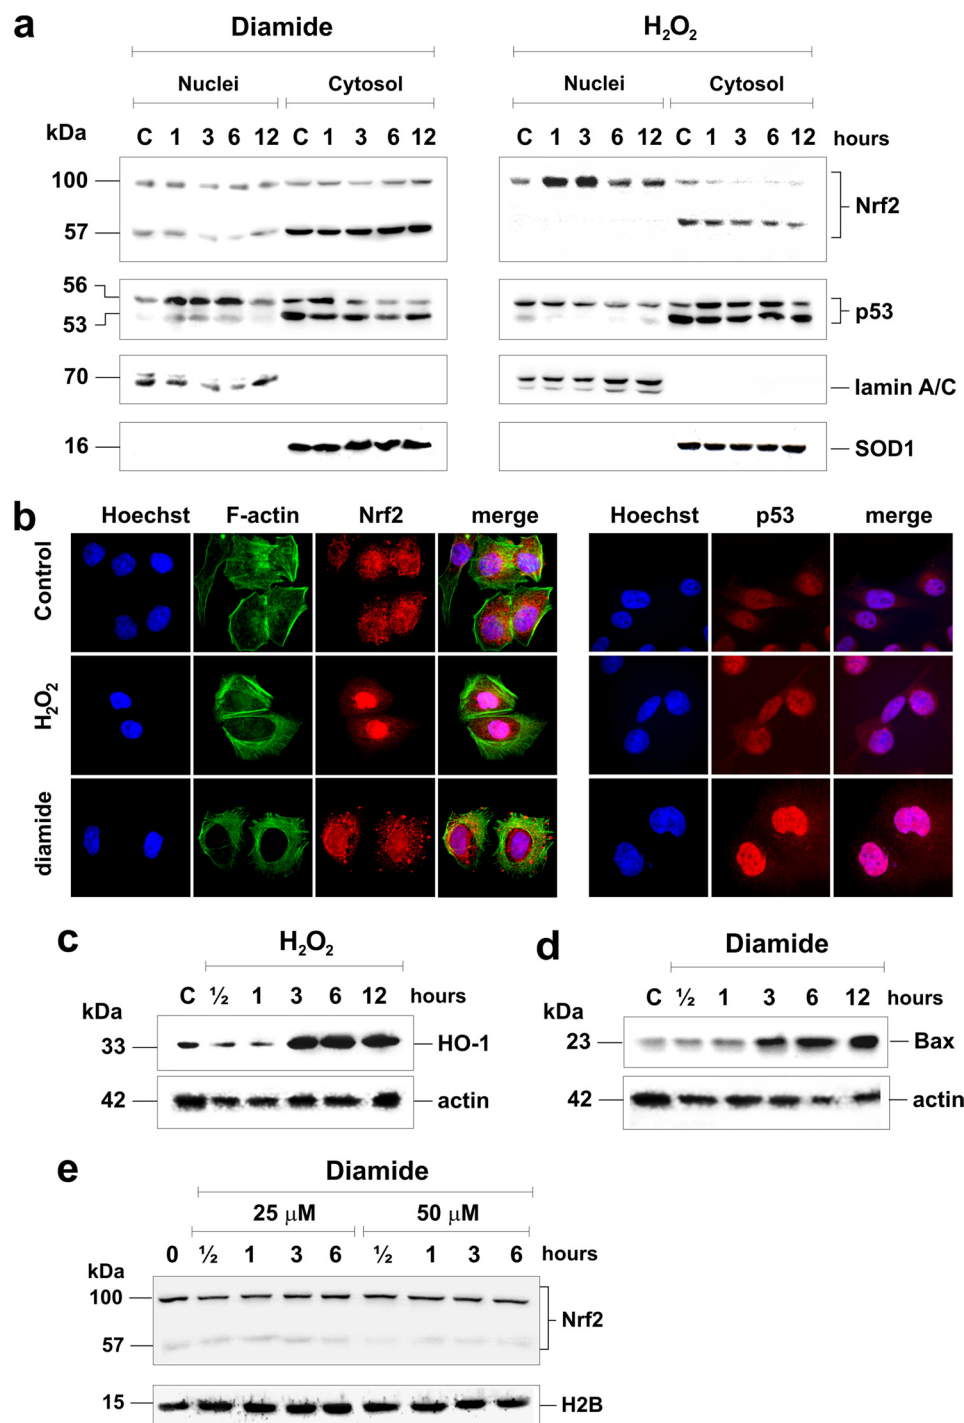 a
Diamide
H₂O₂
Nuclei Cytosol
Nuclei Cytosol
kDa C 1 3 6 12 C 1 3 6 12
C 1 3 6 12 C 1 3 6 12 hours
100
57
Nrf2
56
53
p53
70
lamin A/C
16
SOD1
b
Hoechst F-actin Nrf2 merge
Hoechst p53 merge
Control
H₂O₂
diamide
c
H₂O₂
C ½ 1 3 6 12 hours
kDa
33 HO-1
42 actin
d
Diamide
C ½ 1 3 6 12 hours
kDa
23 Bax
42 actin
e
Diamide
25 μM 50 μM
0 ½ 1 3 6 ½ 1 3 6 hours
kDa
100
57
Nrf2
15 H2B